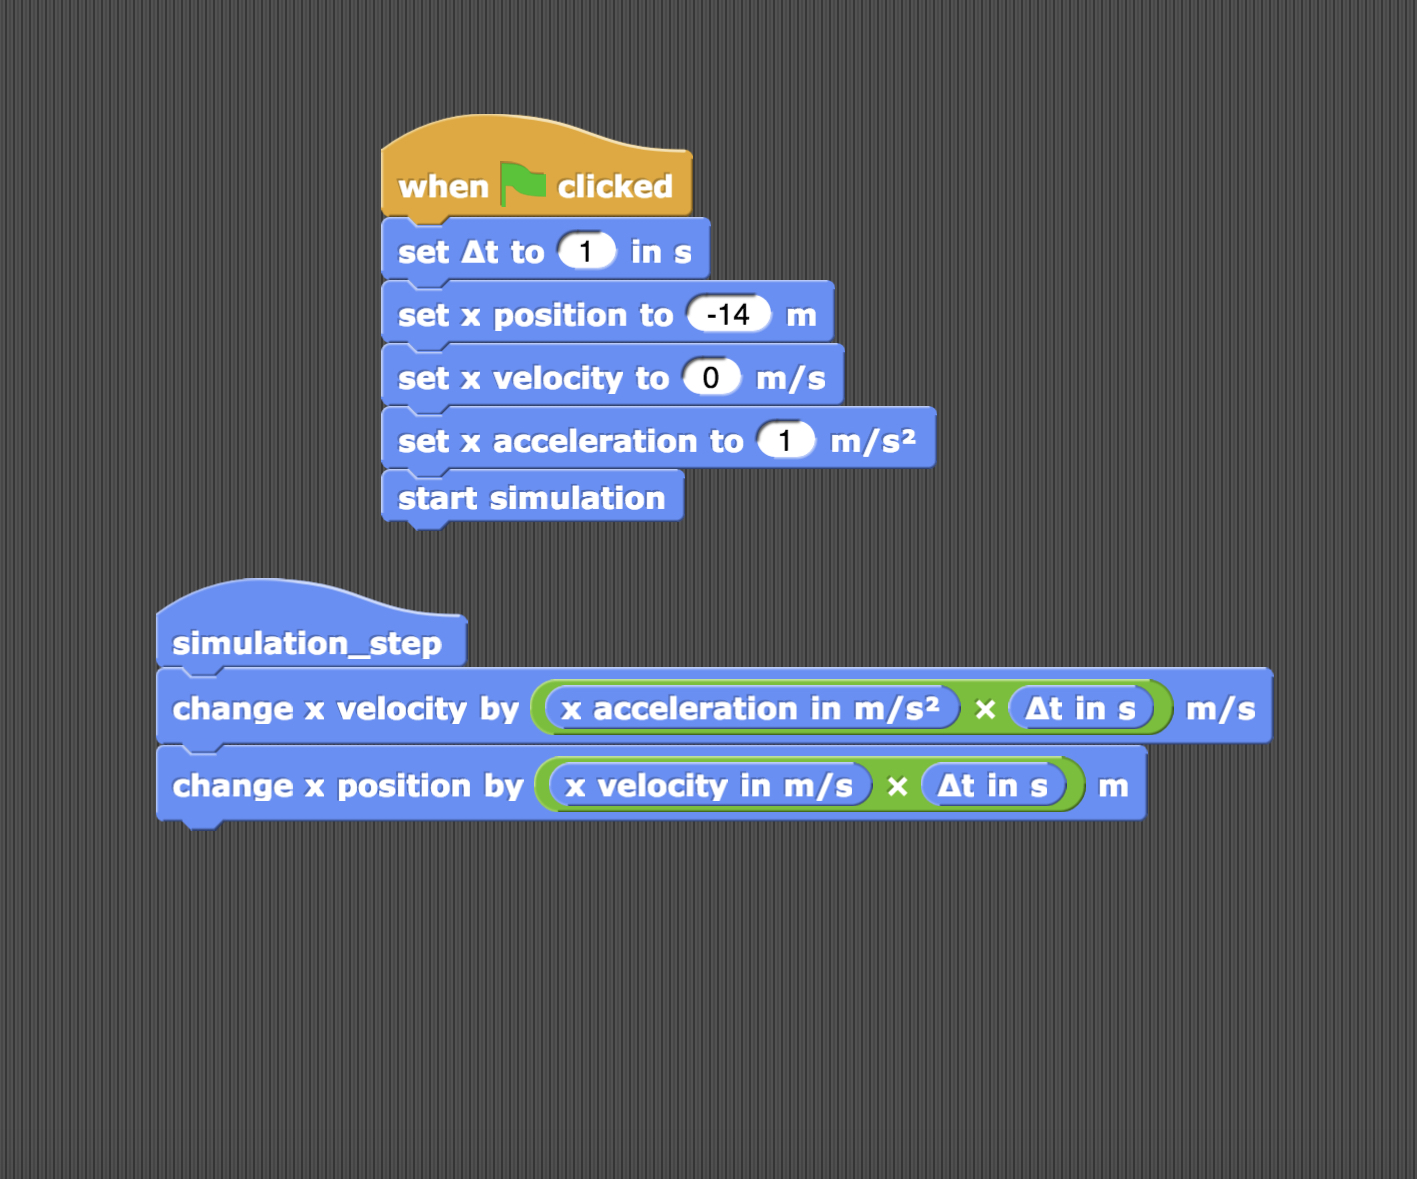 when clicked
set Δt to 1 in s
set x position to -14 m
set x velocity to 0 m/s
set x acceleration to 1 m/s²
start simulation
simulation_step
change x velocity by x acceleration in m/s² × Δt in s m/s
change x position by x velocity in m/s × Δt in s m